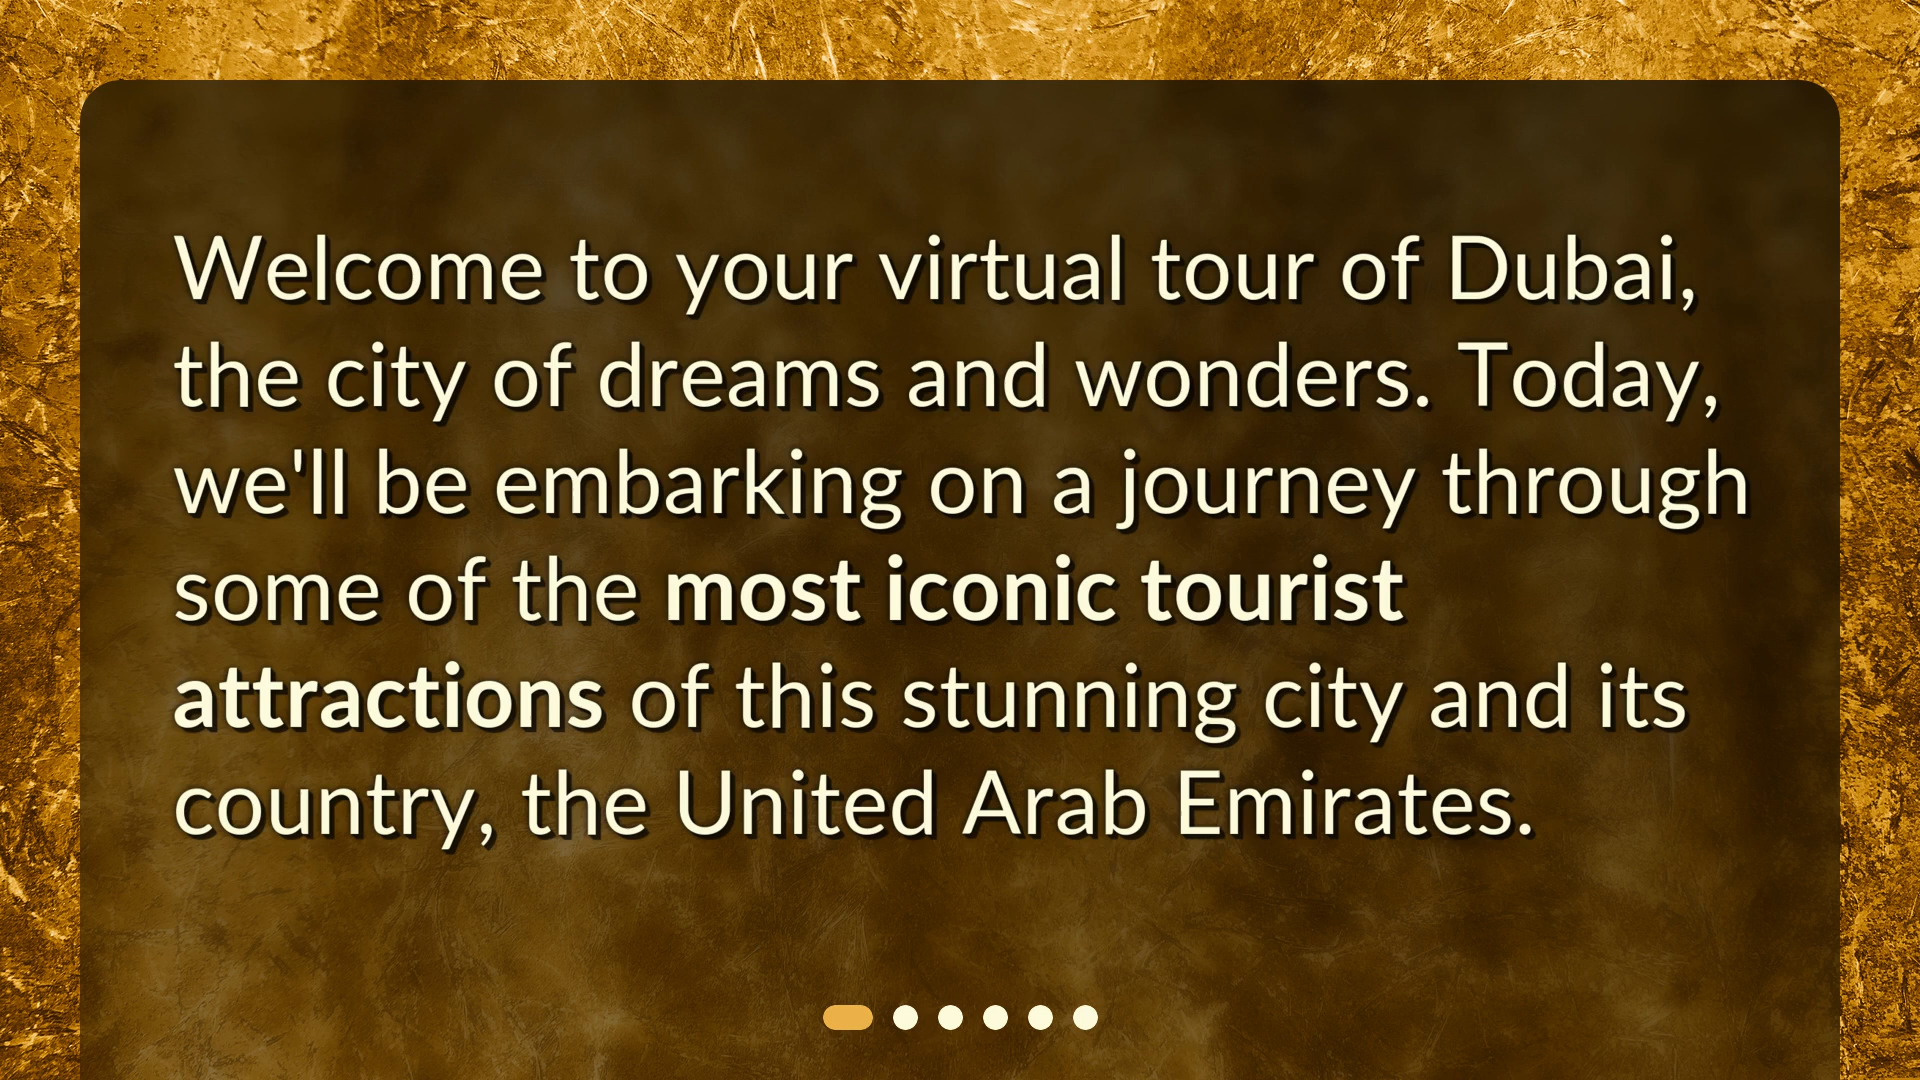 Welcome to your virtual tour of Dubai,
the city of dreams and wonders. Today,
we'll be embarking on a journey through
some of the most iconic tourist
attractions of this stunning city and its
country, the United Arab Emirates.